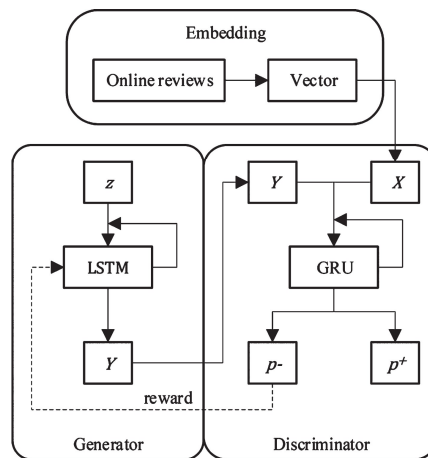 Embedding
Online reviews
Vector
z
Y
X
LSTM
GRU
Y
p-
p+
reward
Generator
Discriminator